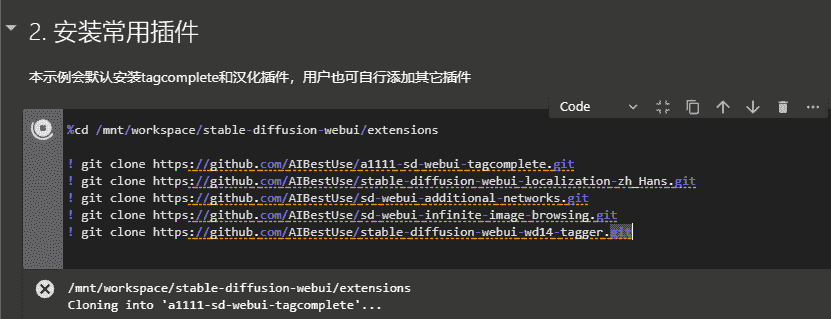 2. 安装常用插件
本示例会默认安装tagcomplete和汉化插件，用户也可自行添加其它插件
Code
%cd /mnt/workspace/stable-diffusion-webui/extensions
! git clone https://github.com/AIBestUse/a1111-sd-webui-tagcomplete.git
! git clone https://github.com/AIBestUse/stable-diffusion-webui-localization-zh_Hans.git
! git clone https://github.com/AIBestUse/sd-webui-additional-networks.git
! git clone https://github.com/AIBestUse/sd-webui-infinite-image-browsing.git
! git clone https://github.com/AIBestUse/stable-diffusion-webui-wd14-tagger.git
/mnt/workspace/stable-diffusion-webui/extensions
Cloning into 'a1111-sd-webui-tagcomplete'...